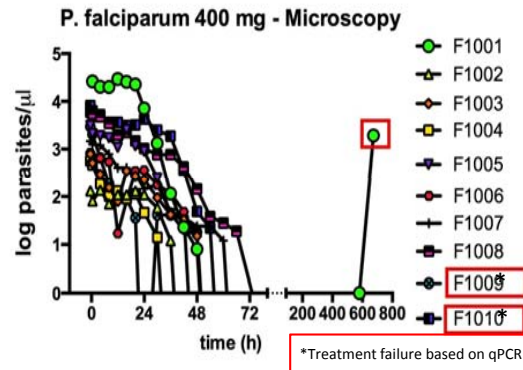 P. falciparum 400 mg - Microscopy
log parasites/µl
5
4
3
2
1
0
0 24 48 72 200 400 600 800
time (h)
F1001
F1002
F1003
F1004
F1005
F1006
F1007
F1008
F1009*
F1010*
*Treatment failure based on qPCR